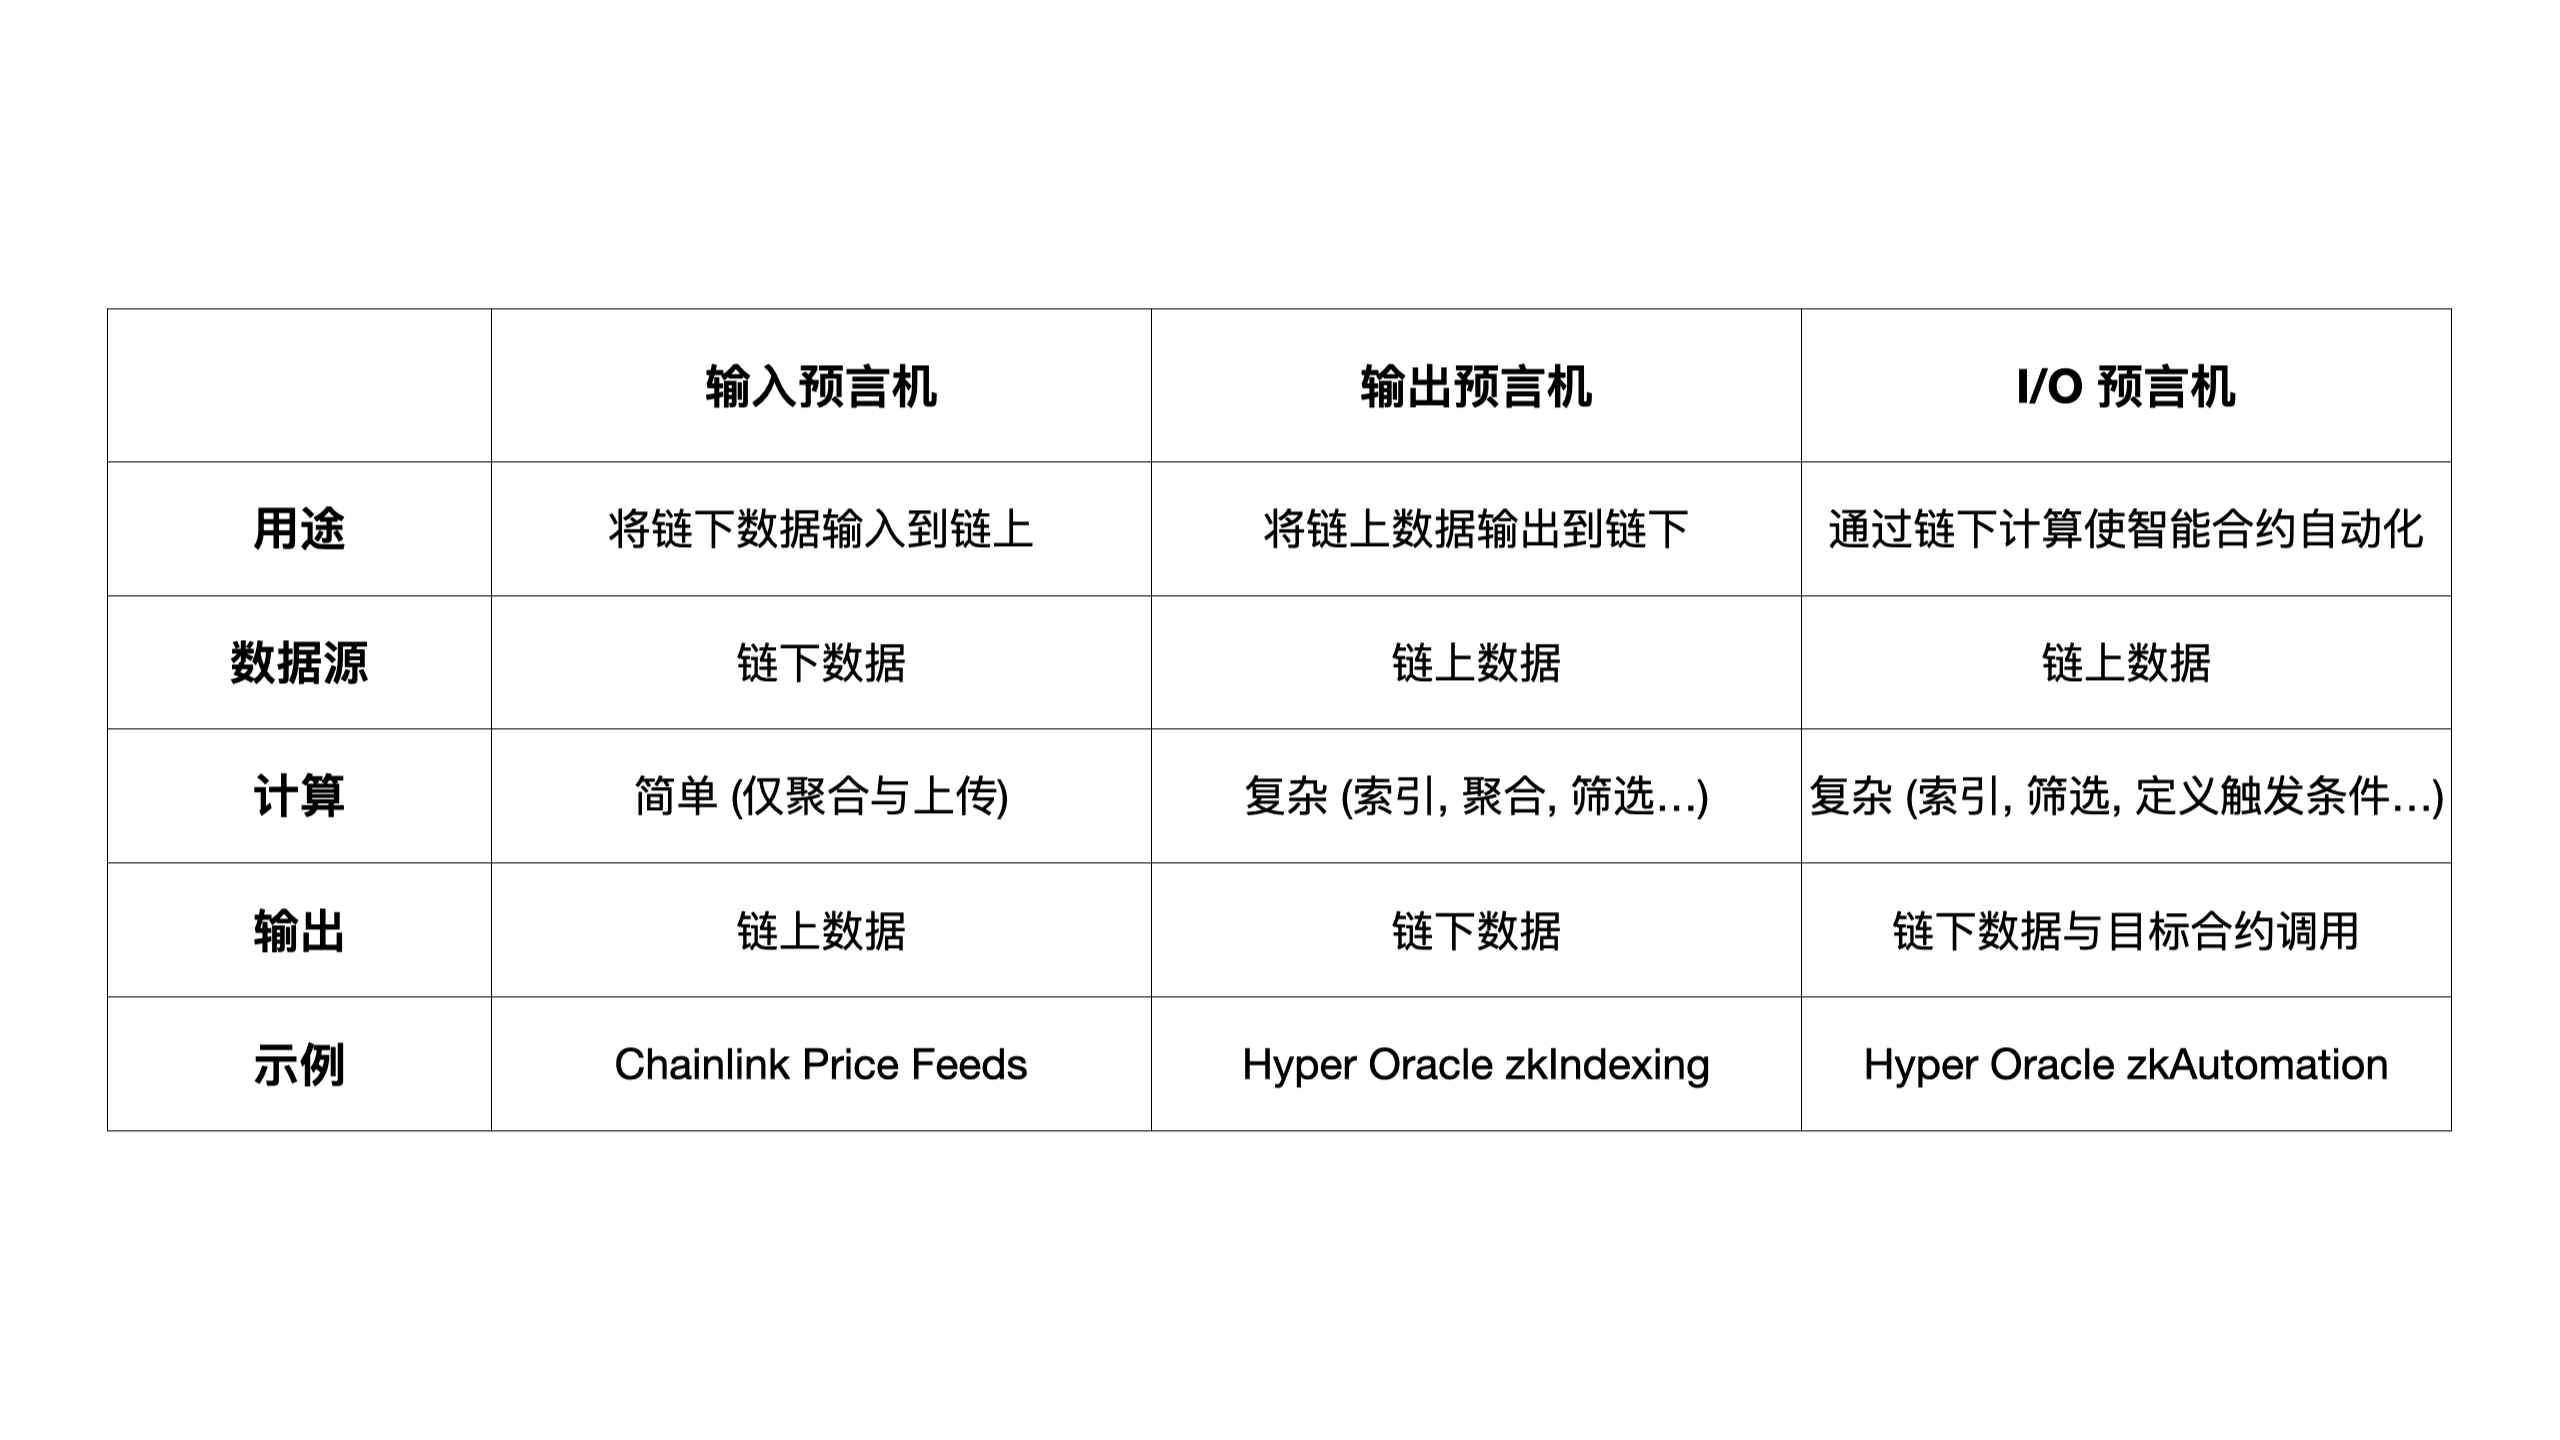 输入预言机 输出预言机 I/O 预言机
用途 将链下数据输入到链上 将链上数据输出到链下 通过链下计算使智能合约自动化
数据源 链下数据 链上数据 链上数据
计算 简单 (仅聚合与上传) 复杂 (索引, 聚合, 筛选...) 复杂 (索引, 筛选, 定义触发条件...)
输出 链上数据 链下数据 链下数据与目标合约调用
示例 Chainlink Price Feeds Hyper Oracle zkIndexing Hyper Oracle zkAutomation